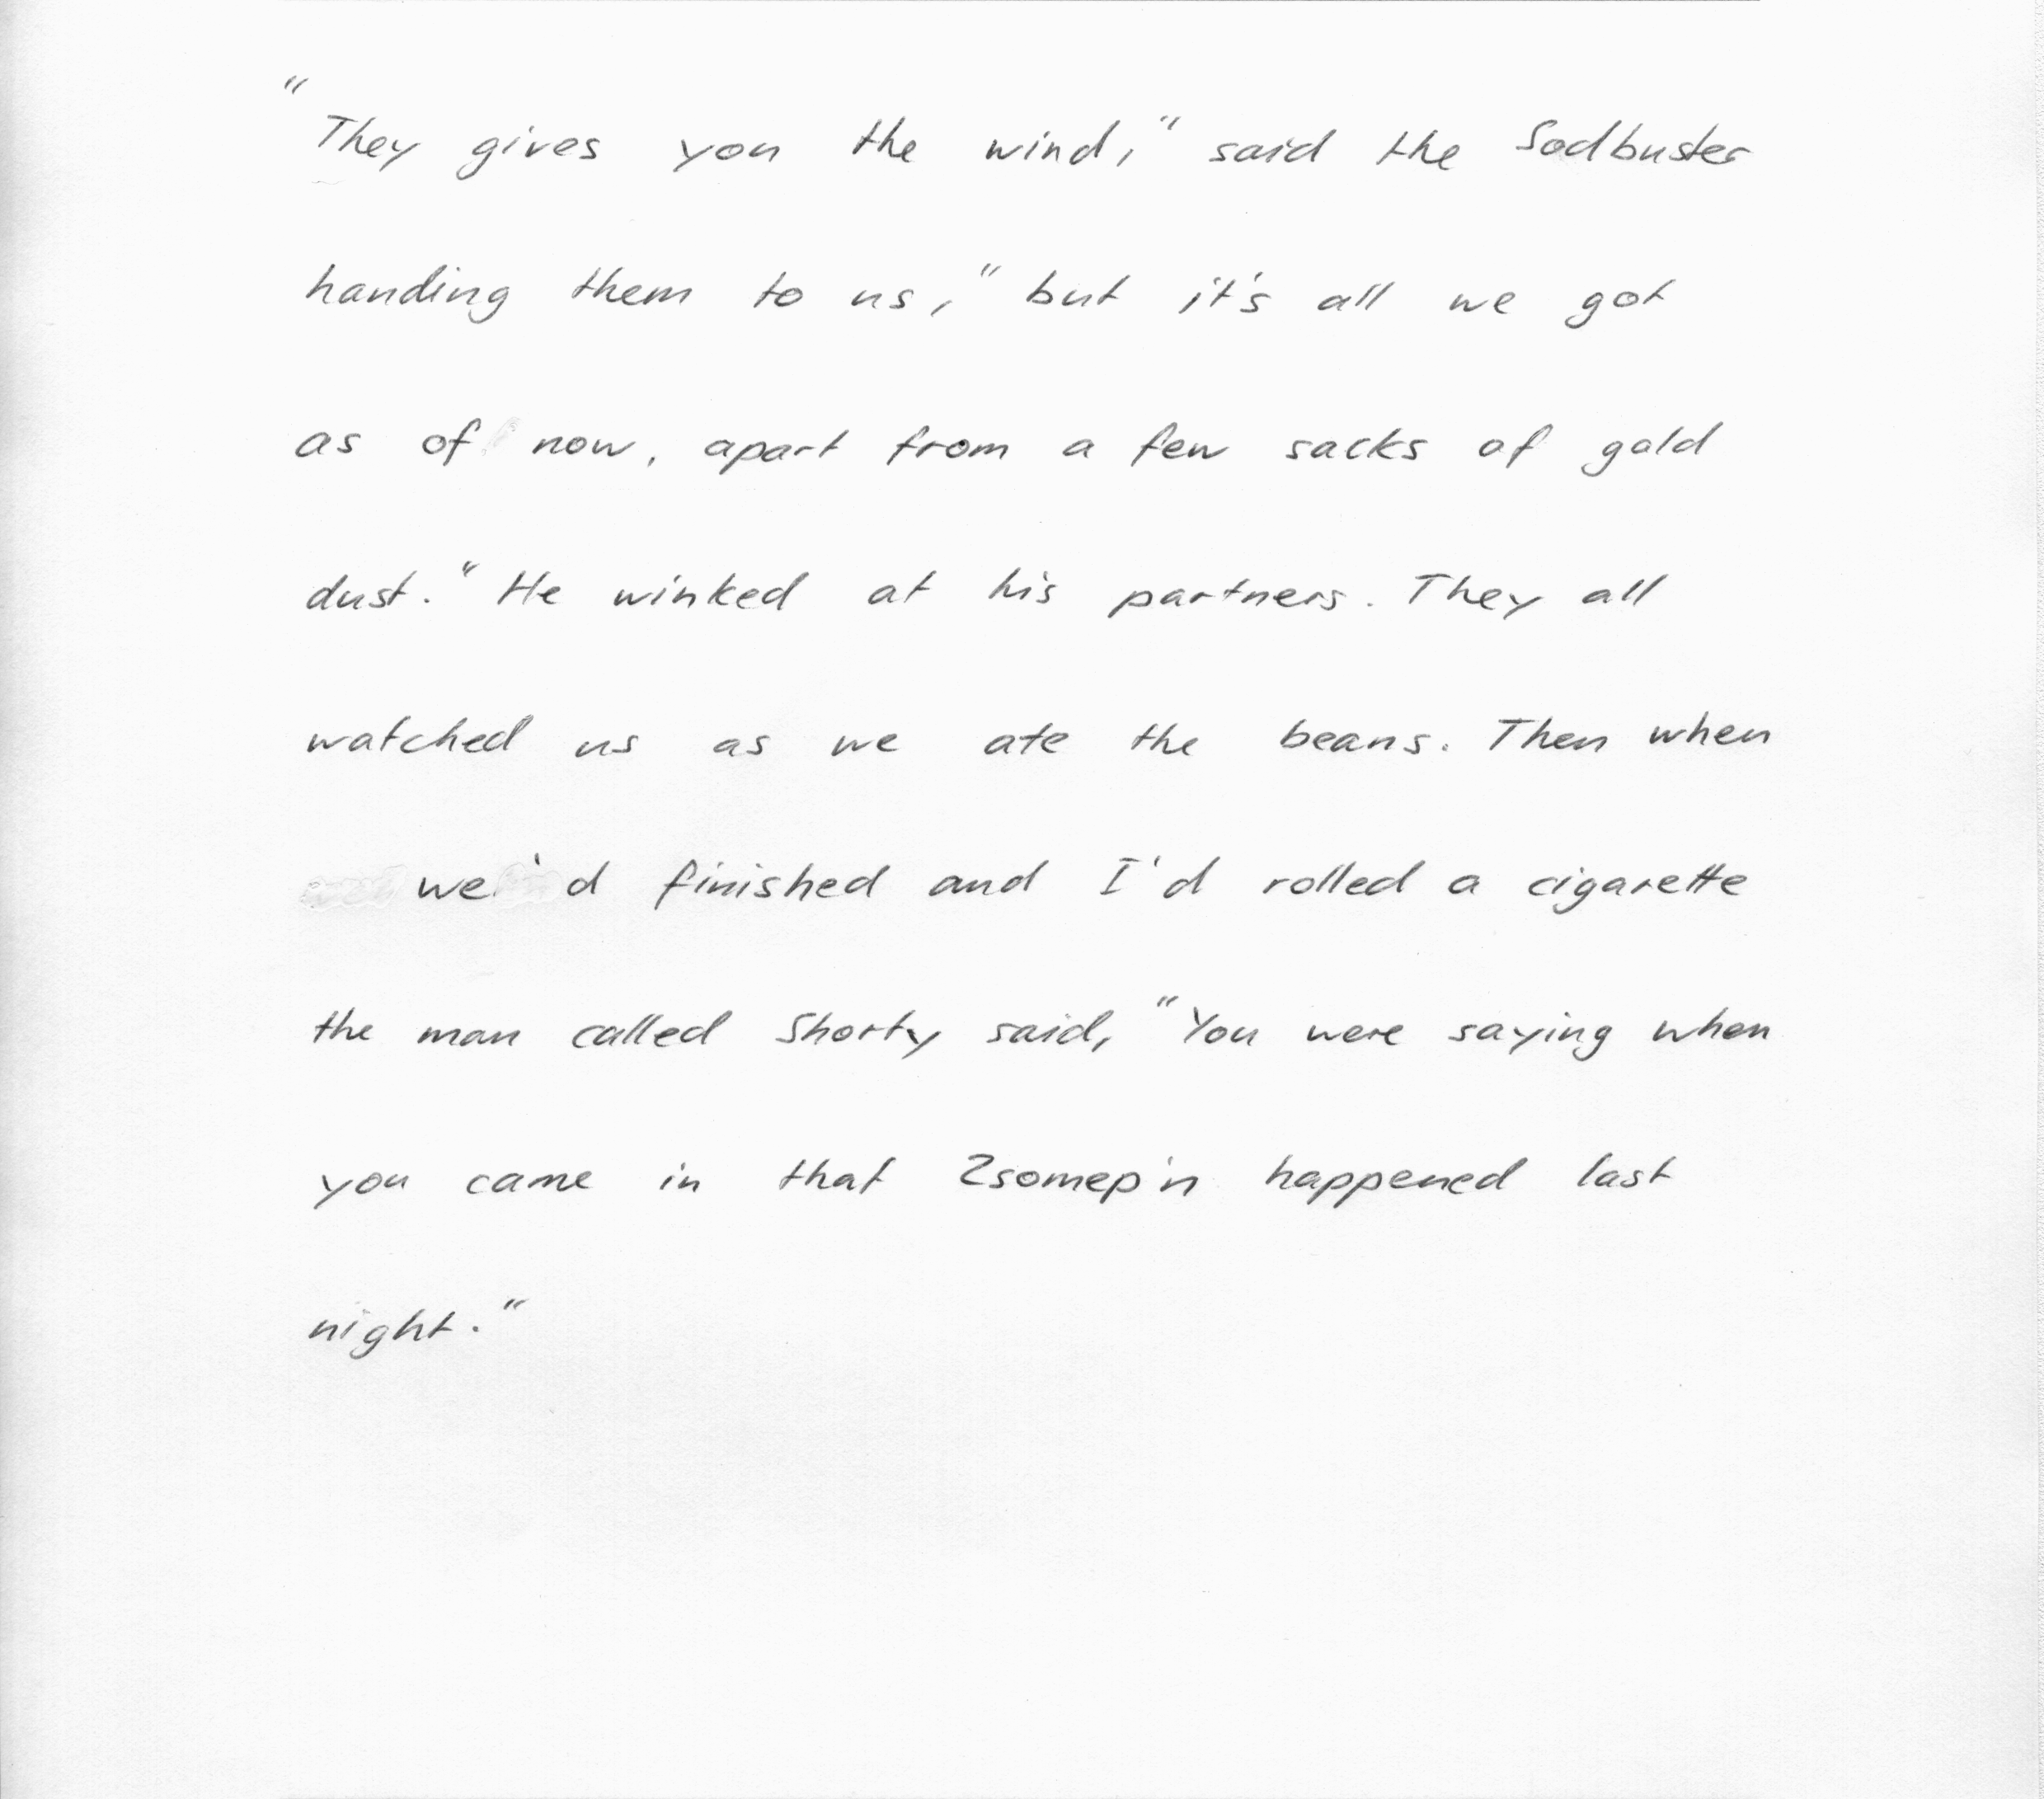 "They gives you the wind," said the Sodbuster
handing them to us, "but it's all we got
as of now, apart from a few sacks of gold
dust." He winked at his partners. They all
watched us as we ate the beans. Then when
we'd finished and I'd rolled a cigarette
the man called Shorty said, "You were saying when
you came in that 2somep'n happened last
night."